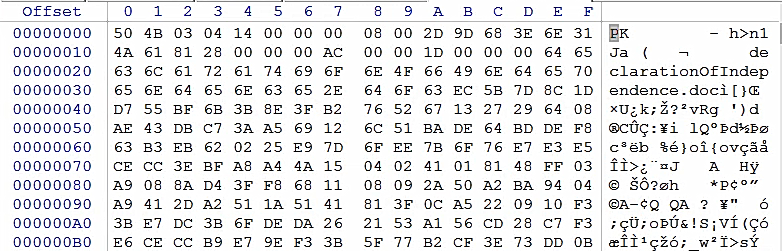 Offset 0 1 2 3 4 5 6 7 8 9 A B C D E F
00000000 50 4B 03 04 14 00 00 00 08 00 2D 9D 68 3E 6E 31 PK - h>n1
00000010 4A 61 81 28 00 00 00 AC 00 00 1D 00 00 00 64 65 Ja ( ¬ de
00000020 63 6C 61 72 61 74 69 6F 6E 4F 66 49 6E 64 65 70 clarationOfIndep
00000030 65 6E 64 65 6E 63 65 2E 64 6F 63 EC 5B 7D 8C 1D endence.docì[}Œ
00000040 D7 55 BF 6B 3B 8E 3F B2 76 52 67 13 27 29 64 08 ×U¿k;Ž?²vRg ')d
00000050 AE 43 DB C7 3A A5 69 12 6C 51 BA DE 64 BD DE F8 ®CÛÇ:¥i lQºÞd½Þø
00000060 63 B3 EB 62 02 25 E9 97 6F EE 7B 6F 76 E7 E3 E5 c³ëb %é}oî{ovçãå
00000070 CE CC 3E BF A8 A4 4A 15 04 02 41 01 81 48 FF 03 ÎÌ>¿¨¤J A Hÿ
00000080 A9 08 8A D4 3F F8 68 11 08 09 2A 50 A2 BA 94 04 © ŠÔ?øh *P¢º”
00000090 A9 41 2D A2 51 1A 51 41 81 3F 0C A5 22 09 10 F3 ©A-¢Q QA ? ¥" ó
000000A0 3B E7 DC 3B 6F DE DA 26 21 53 A1 56 CD 28 C7 F3 ;çÜ;oÞÚ&!S¡VÍ(Çó
000000B0 E6 CE CC B9 E7 9E F3 3B 5F 77 B2 CF 3E 73 DD 0B æÎÌ¹çžó;_w²Ï>sÝ